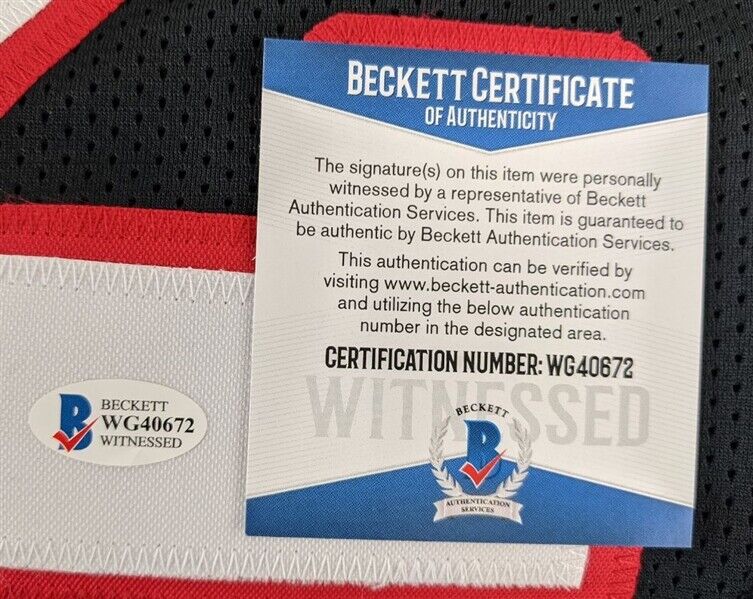 BECKETT CERTIFICATE
OF AUTHENTICITY
The signature(s) on this item were personally
witnessed by a representative of Beckett
Authentication Services. This item is guaranteed to
be authentic by Beckett Authentication Services.
This authentication can be verified by
visiting www.beckett-authentication.com
and utilizing the below authentication
number in the designated area.
CERTIFICATION NUMBER: WG40672
WITNESSED
BECKETT
B
AUTHENTICATION
SERVICES
B
BECKETT
WG40672
WITNESSED